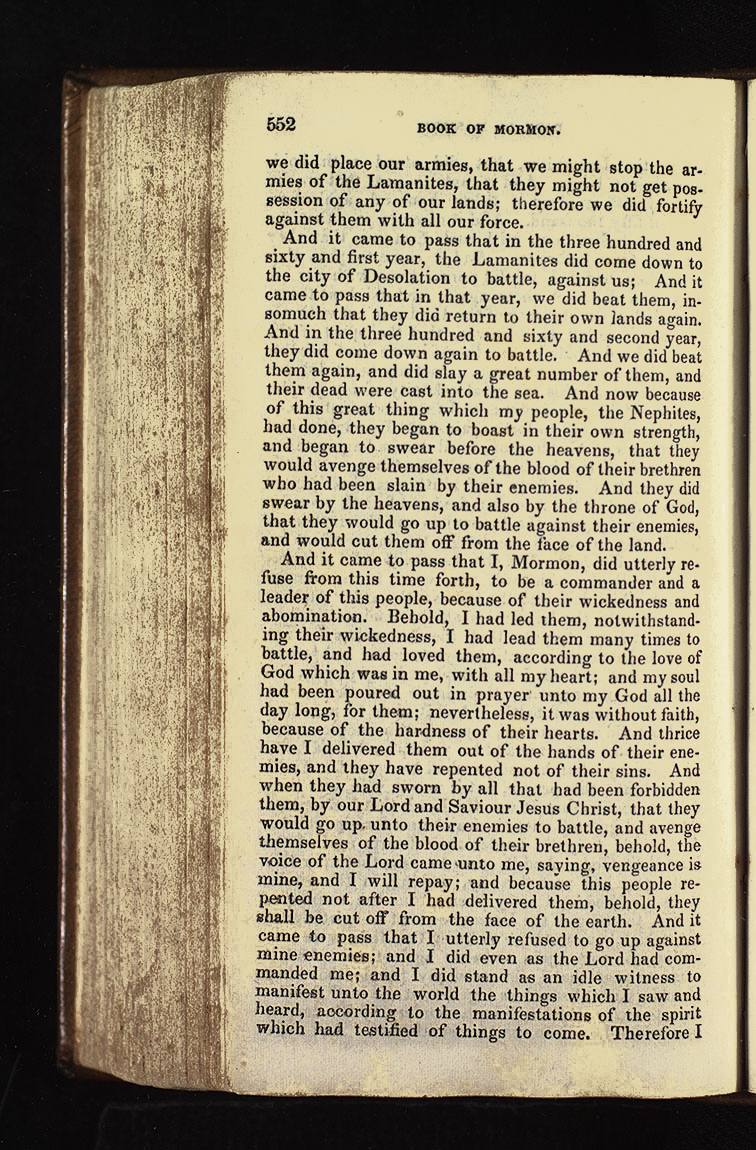 552
BOOK OF MORMON.
we did place our armies, that we might stop the ar-
mies of the Lamanites, that they might not get pos-
session of any of our lands; therefore we did fortify
against them with all our force.
And it came to pass that in the three hundred and
sixty and first year, the Lamanites did come down to
the city of Desolation to battle, against us; And it
came to pass that in that year, we did beat them, in-
somuch that they did return to their own lands again.
And in the three hundred and sixty and second year,
they did come down again to battle. And we did beat
them again, and did slay a great number of them, and
their dead were cast into the sea. And now because
of this great thing which my people, the Nephites,
had done, they began to boast in their own strength,
and began to swear before the heavens, that they
would avenge themselves of the blood of their brethren
who had been slain by their enemies. And they did
swear by the heavens, and also by the throne of God,
that they would go up to battle against their enemies,
and would cut them off from the face of the land.
And it came to pass that I, Mormon, did utterly re-
fuse from this time forth, to be a commander and a
leader of this people, because of their wickedness and
abomination. Behold, I had led them, notwithstand-
ing their wickedness, I had lead them many times to
battle, and had loved them, according to the love of
God which was in me, with all my heart; and my soul
had been poured out in prayer unto my God all the
day long, for them; nevertheless, it was without faith,
because of the hardness of their hearts. And thrice
have I delivered them out of the hands of their ene-
mies, and they have repented not of their sins. And
when they had sworn by all that had been forbidden
them, by our Lord and Saviour Jesus Christ, that they
would go up unto their enemies to battle, and avenge
themselves of the blood of their brethren, behold, the
voice of the Lord came unto me, saying, vengeance is
mine, and I will repay; and because this people re-
pented not after I had delivered them, behold, they
shall be cut off from the face of the earth. And it
came to pass that I utterly refused to go up against
mine enemies; and I did even as the Lord had com-
manded me; and I did stand as an idle witness to
manifest unto the world the things which I saw and
heard, according to the manifestations of the spirit
which had testified of things to come. Therefore I